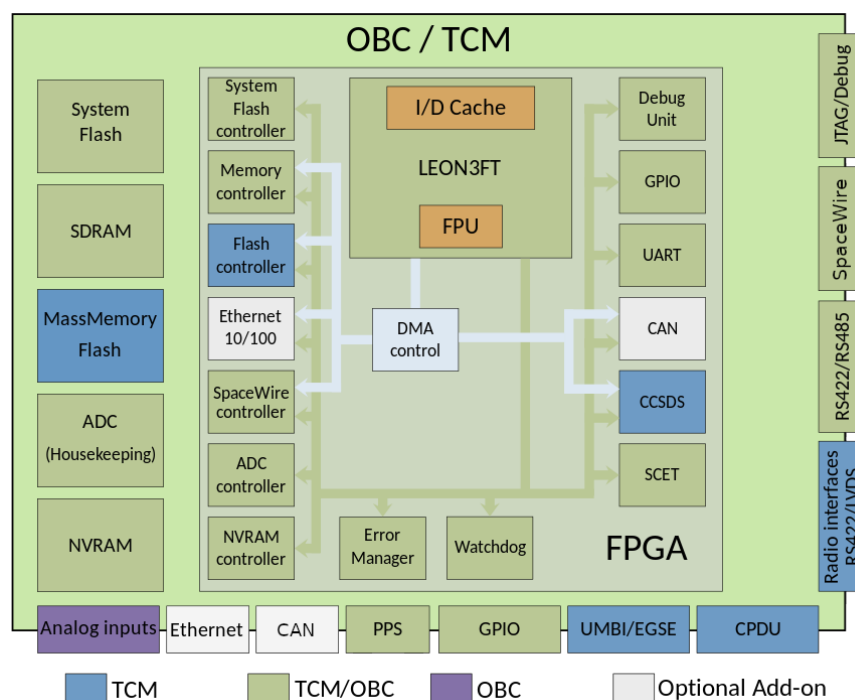 OBC / TCM
System
Flash
SDRAM
MassMemory
Flash
ADC
(Housekeeping)
NVRAM
System
Flash
controller
Memory
controller
Flash
controller
Ethernet
10/100
SpaceWire
controller
ADC
controller
NVRAM
controller
I/D Cache
LEON3FT
FPU
DMA
control
Error
Manager
Watchdog
Debug
Unit
GPIO
UART
CAN
CCSDS
SCET
FPGA
JTAG/Debug
SpaceWire
RS422/RS485
Radio interfaces
RS422/LVDS
Analog inputs
Ethernet
CAN
PPS
GPIO
UMBI/EGSE
CPDU
TCM
TCM/OBC
OBC
Optional Add-on